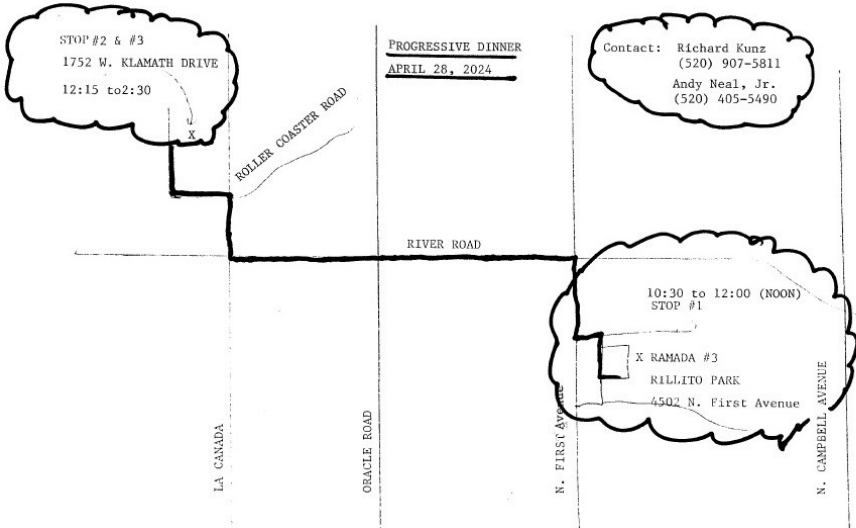 STOP #2 & #3
1752 W. KLAMATH DRIVE
12:15 to2:30
X
PROGRESSIVE DINNER
APRIL 28, 2024
Contact: Richard Kunz
(520) 907-5811
Andy Neal, Jr.
(520) 405-5490
ROLLER COASTER ROAD
RIVER ROAD
10:30 to 12:00 (NOON)
STOP #1
X RAMADA #3
RILLITO PARK
4502 N. First Avenue
LA CANADA
ORACLE ROAD
N. FIRST Avenue
N. CAMPBELL AVENUE